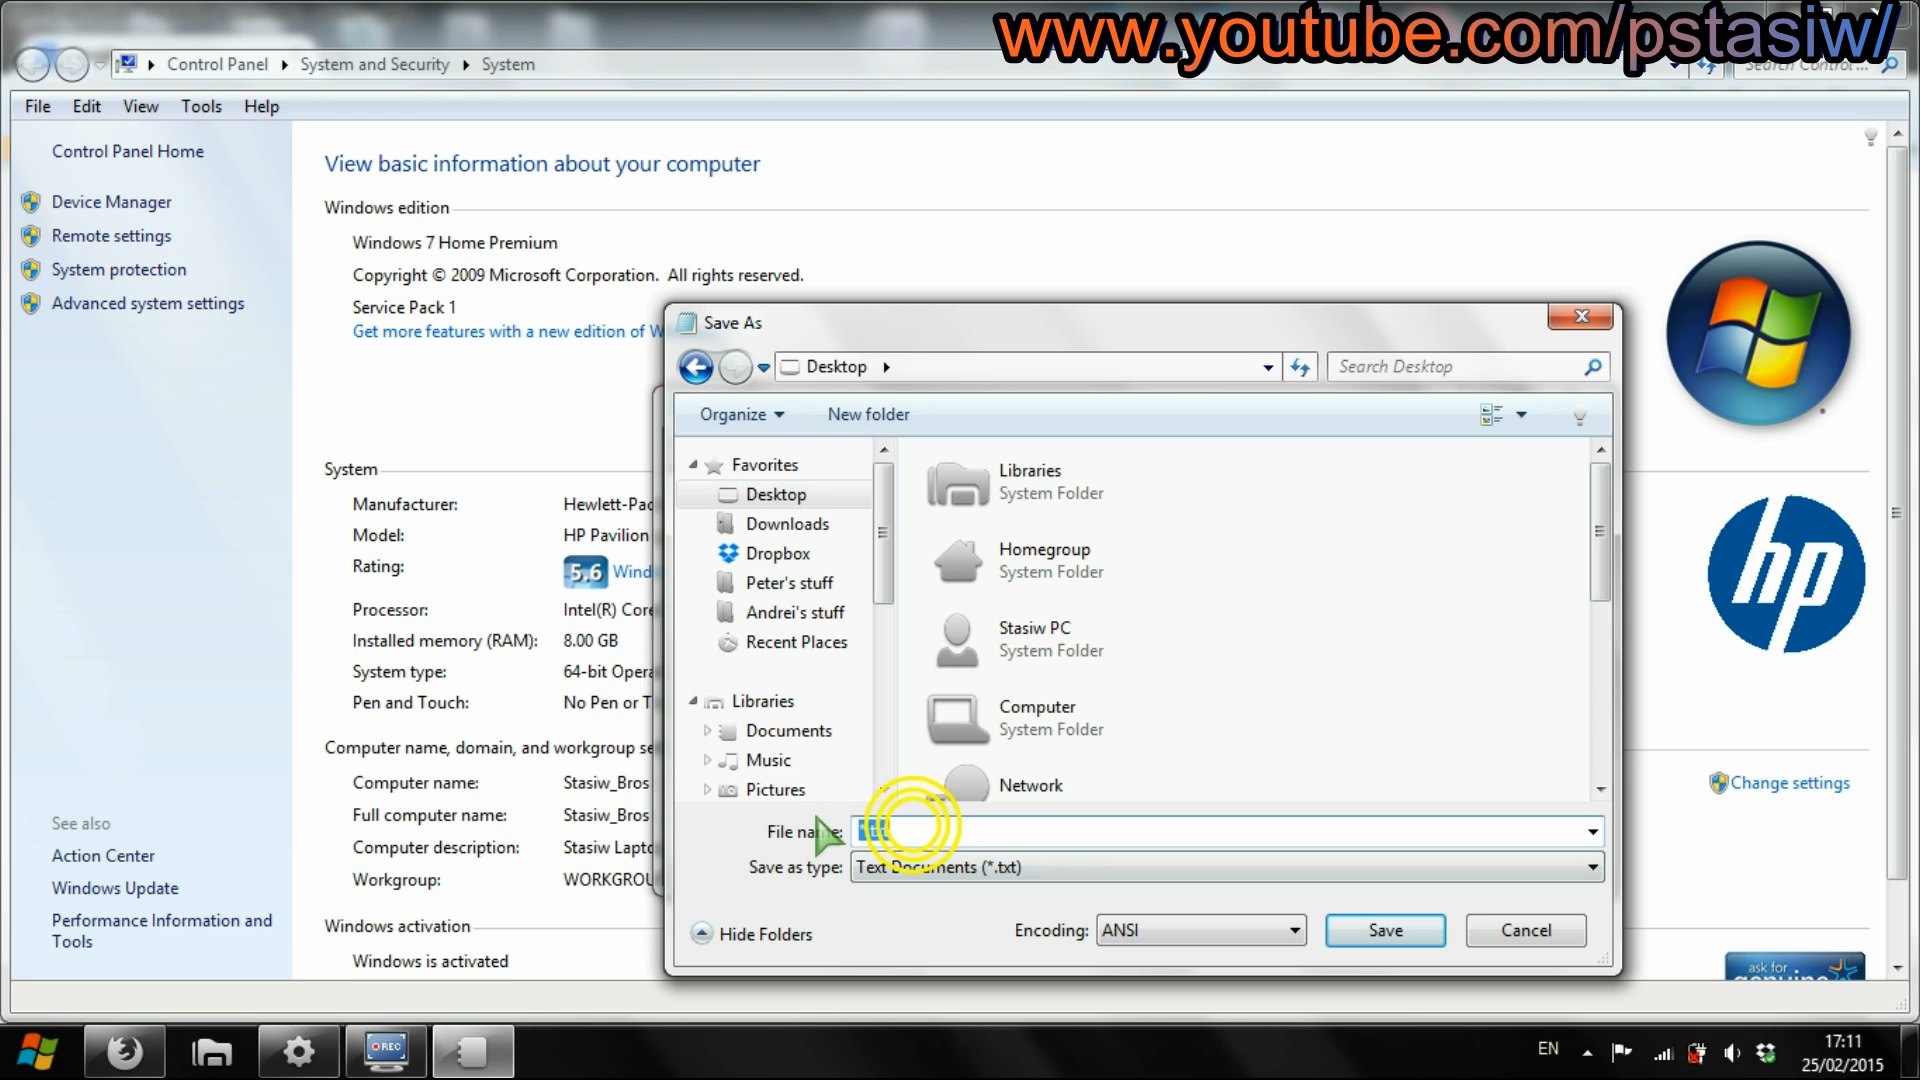 www.youtube.com/pstasiw/
Control Panel System and Security System
Search Control ...
File Edit View Tools Help
Control Panel Home
Device Manager
Remote settings
System protection
Advanced system settings
See also
Action Center
Windows Update
Performance Information and
Tools
View basic information about your computer
Windows edition
Windows 7 Home Premium
Copyright © 2009 Microsoft Corporation. All rights reserved.
Service Pack 1
Get more features with a new edition of W
System
Manufacturer: Hewlett-Pac
Model: HP Pavilion
Rating: 5,6 Wind
Processor: Intel(R) Core
Installed memory (RAM): 8.00 GB
System type: 64-bit Opera
Pen and Touch: No Pen or T
Computer name, domain, and workgroup se
Computer name: Stasiw_Bros
Full computer name: Stasiw_Bros
Computer description: Stasiw Lapto
Workgroup: WORKGROU
Windows activation
Windows is activated
hp
Change settings
ask for
genuine
Save As
Desktop
Search Desktop
Organize New folder
Favorites
Desktop
Downloads
Dropbox
Peter's stuff
Andrei's stuff
Recent Places
Libraries
Documents
Music
Pictures
Libraries
System Folder
Homegroup
System Folder
Stasiw PC
System Folder
Computer
System Folder
Network
File name:
Save as type: Text Documents (*.txt)
Hide Folders
Encoding: ANSI
Save Cancel
REC
EN
17:11
25/02/2015